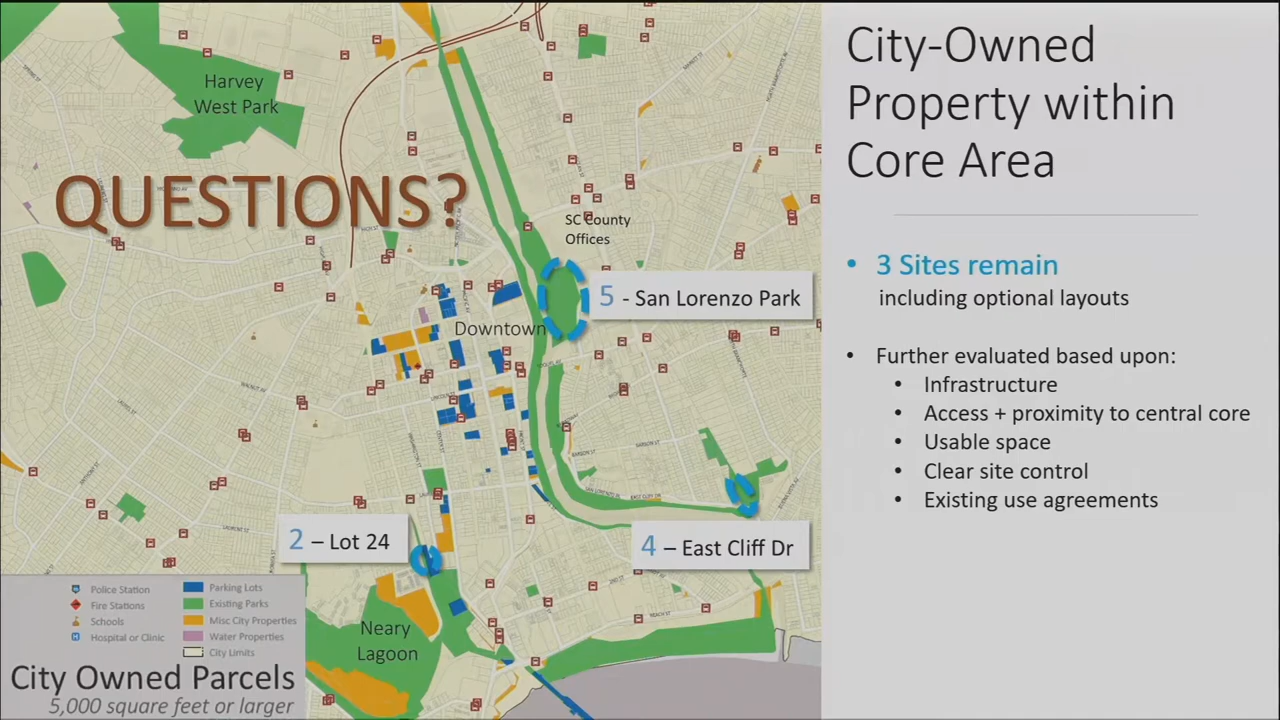 Harvey
West Park
QUESTIONS?
SC County
Offices
5 - San Lorenzo Park
Downtown
2 – Lot 24
4 – East Cliff Dr
Neary
Lagoon
Police Station
Fire Stations
Schools
Hospital or Clinic
Parking Lots
Existing Parks
Misc City Properties
Water Properties
City Limits
City Owned Parcels
5,000 square feet or larger
City-Owned
Property within
Core Area
• 3 Sites remain
including optional layouts
• Further evaluated based upon:
• Infrastructure
• Access + proximity to central core
• Usable space
• Clear site control
• Existing use agreements